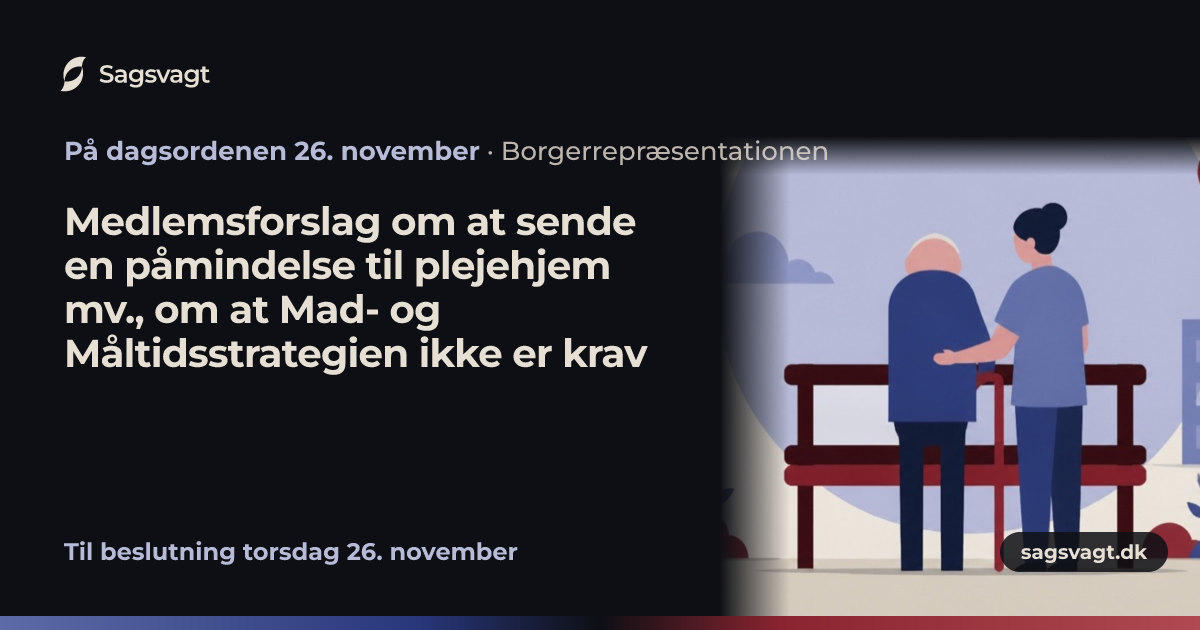 Sagsvagt
På dagsordenen 26. november · Borgerrepræsentationen
Medlemsforslag om at sende
en påmindelse til plejehjem
mv., om at Mad- og
Måltidsstrategien ikke er krav
Til beslutning torsdag 26. november
sagsvagt.dk